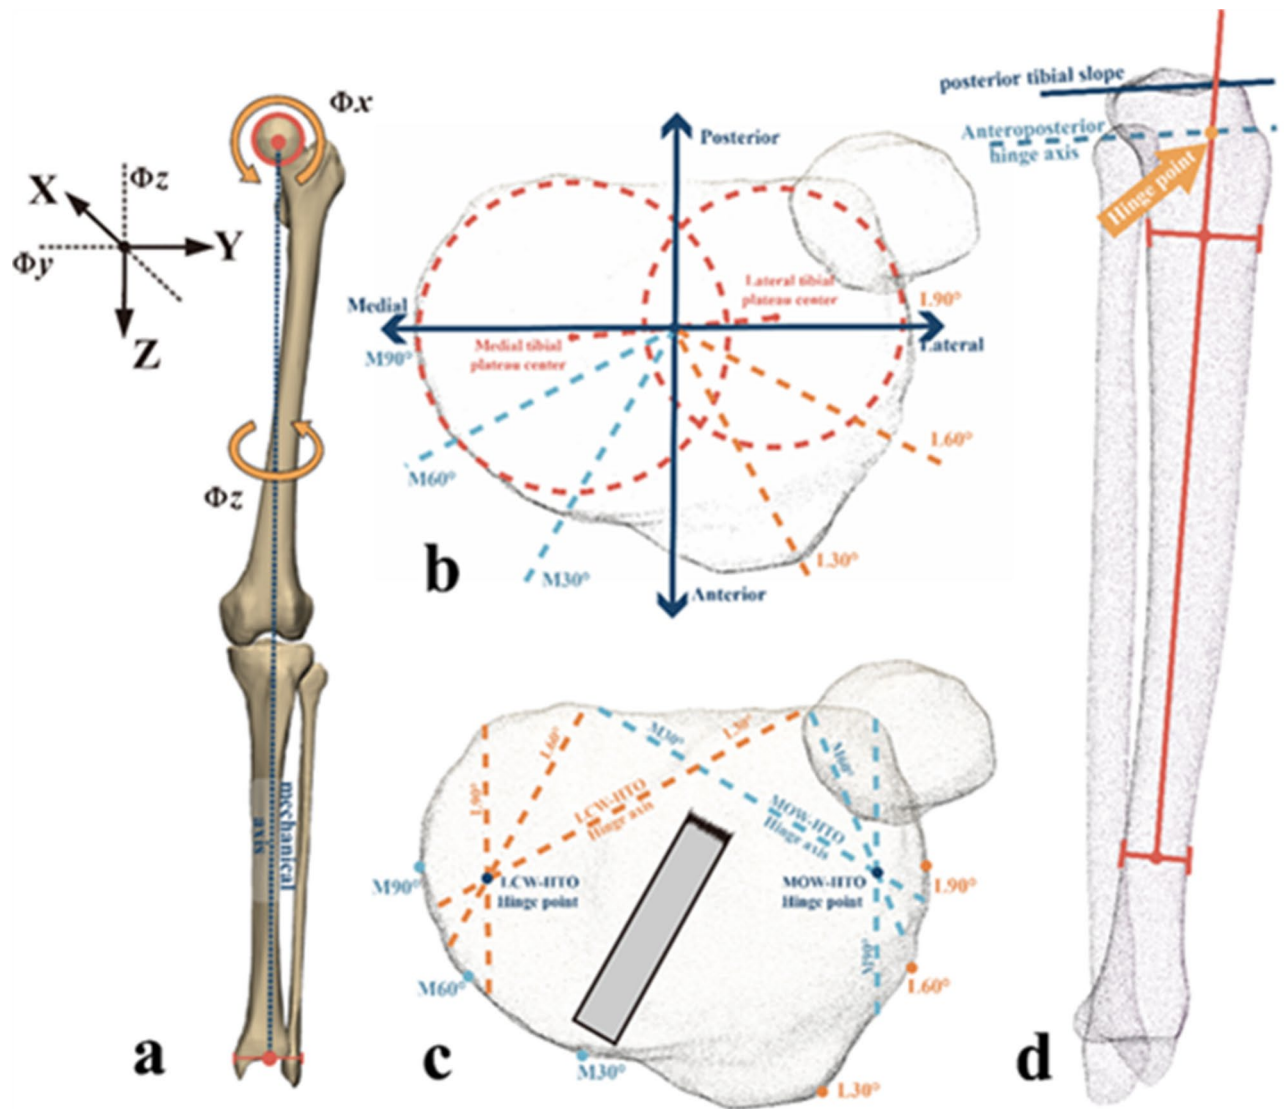 Φx
X
Φz
Φy
Y
Z
Φz
mechanical
axis
a
Posterior
Medial
M90°
Lateral tibial
plateau center
Medial tibial
plateau center
L90°
Lateral
M60°
L60°
M30°
L30°
Anterior
b
M30°
L30°
L60°
M60°
L90°
LCW-HTO
Hinge axis
MOW-HTO
Hinge axis
M90°
LCW-HTO
Hinge point
MOW-HTO
Hinge point
L90°
M90°
M60°
L60°
M30°
L30°
c
posterior tibial slope
Anteroposterior
hinge axis
Hinge point
d